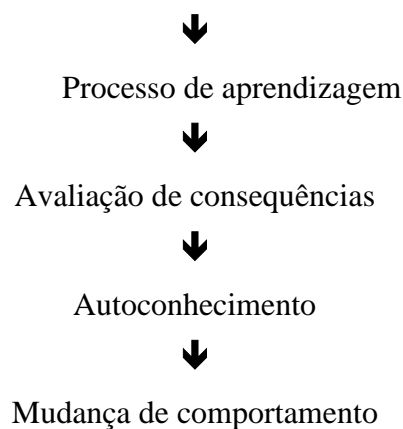 Processo de aprendizagem
Avaliação de consequências
Autoconhecimento
Mudança de comportamento